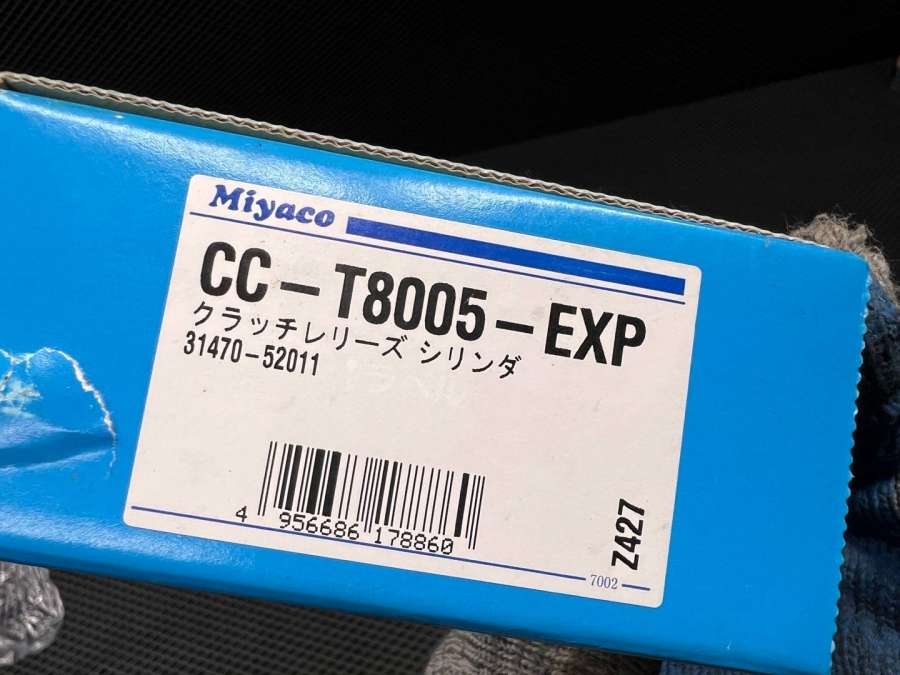 Miyaco
CC-T8005-EXP
クラッチレリーズ シリンダ
31470-52011
4 956686 178860
Z427
7002